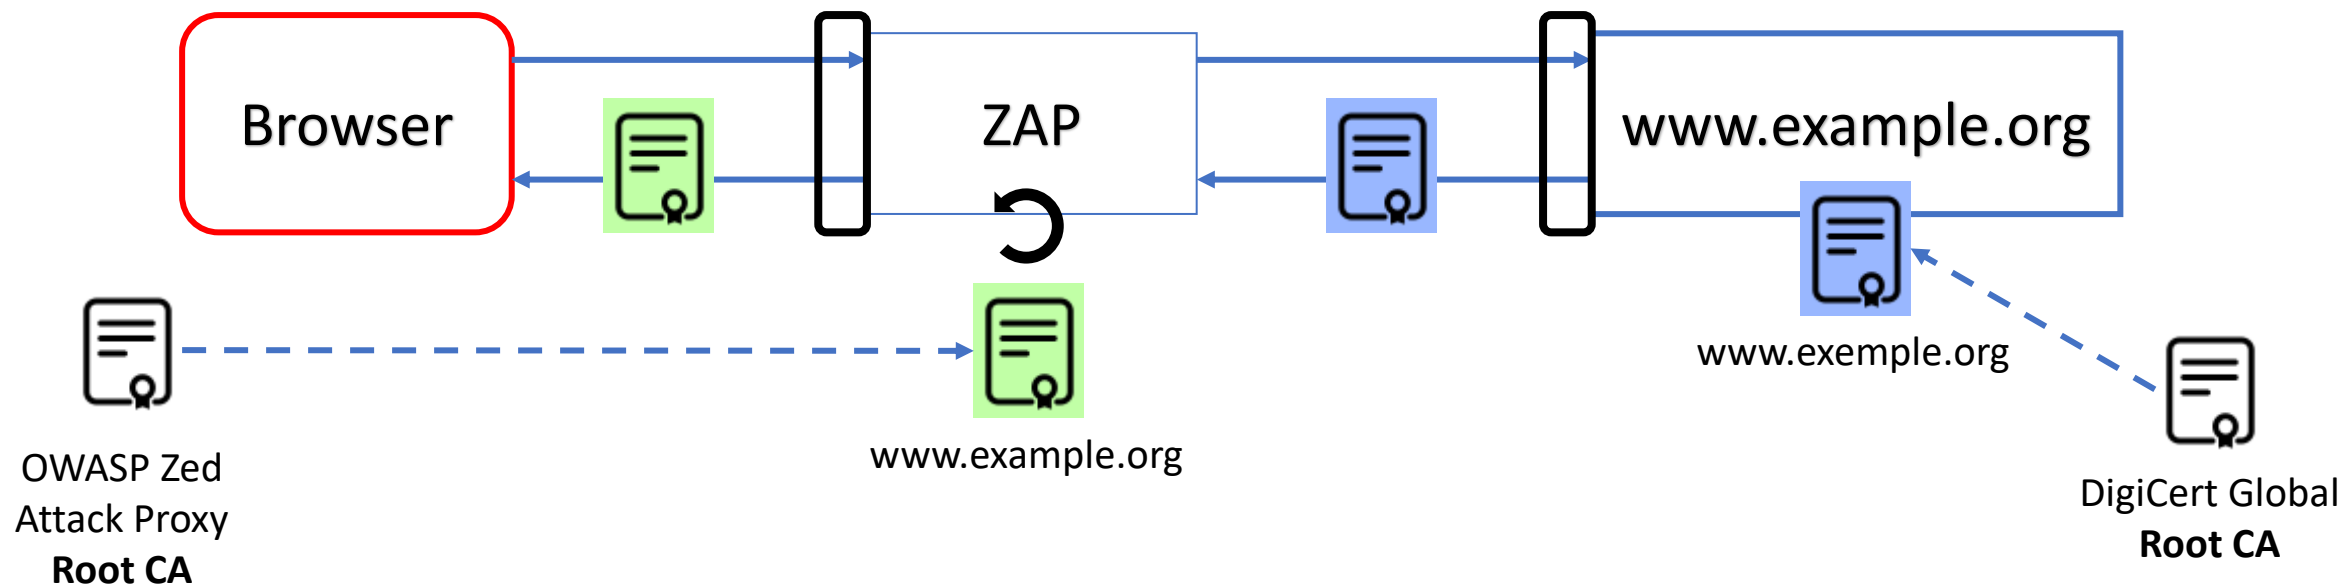 Browser
ZAP
www.example.org
www.exemple.org
www.example.org
OWASP Zed
Attack Proxy
Root CA
DigiCert Global
Root CA